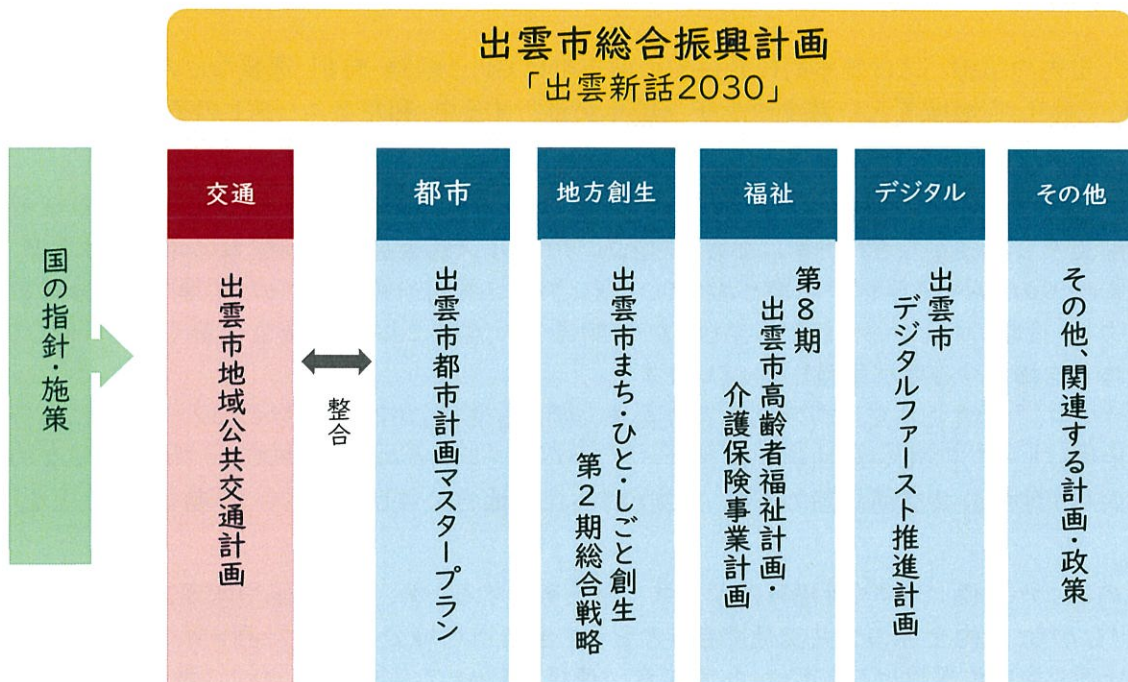 出雲市総合振興計画
「出雲新話2030」
国の指針・施策
交通
出雲市地域公共交通計画
整合
都市
出雲市都市計画マスタープラン
地方創生
出雲市まち・ひと・しごと創生
第2期総合戦略
福祉
第8期
出雲市高齢者福祉計画・
介護保険事業計画
デジタル
出雲市
デジタルファースト推進計画
その他
その他、関連する計画・政策